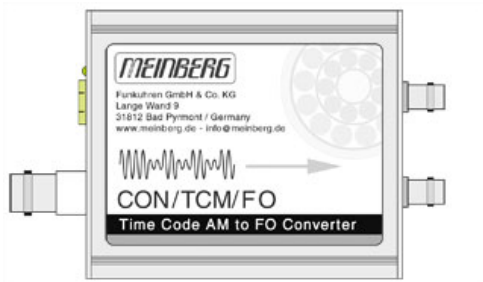 MEINBERG
Funkuhren GmbH & Co. KG
Lange Wand 9
31812 Bad Pyrmont / Germany
www.meinberg.de - info@meinberg.de
CON/TCM/FO
Time Code AM to FO Converter